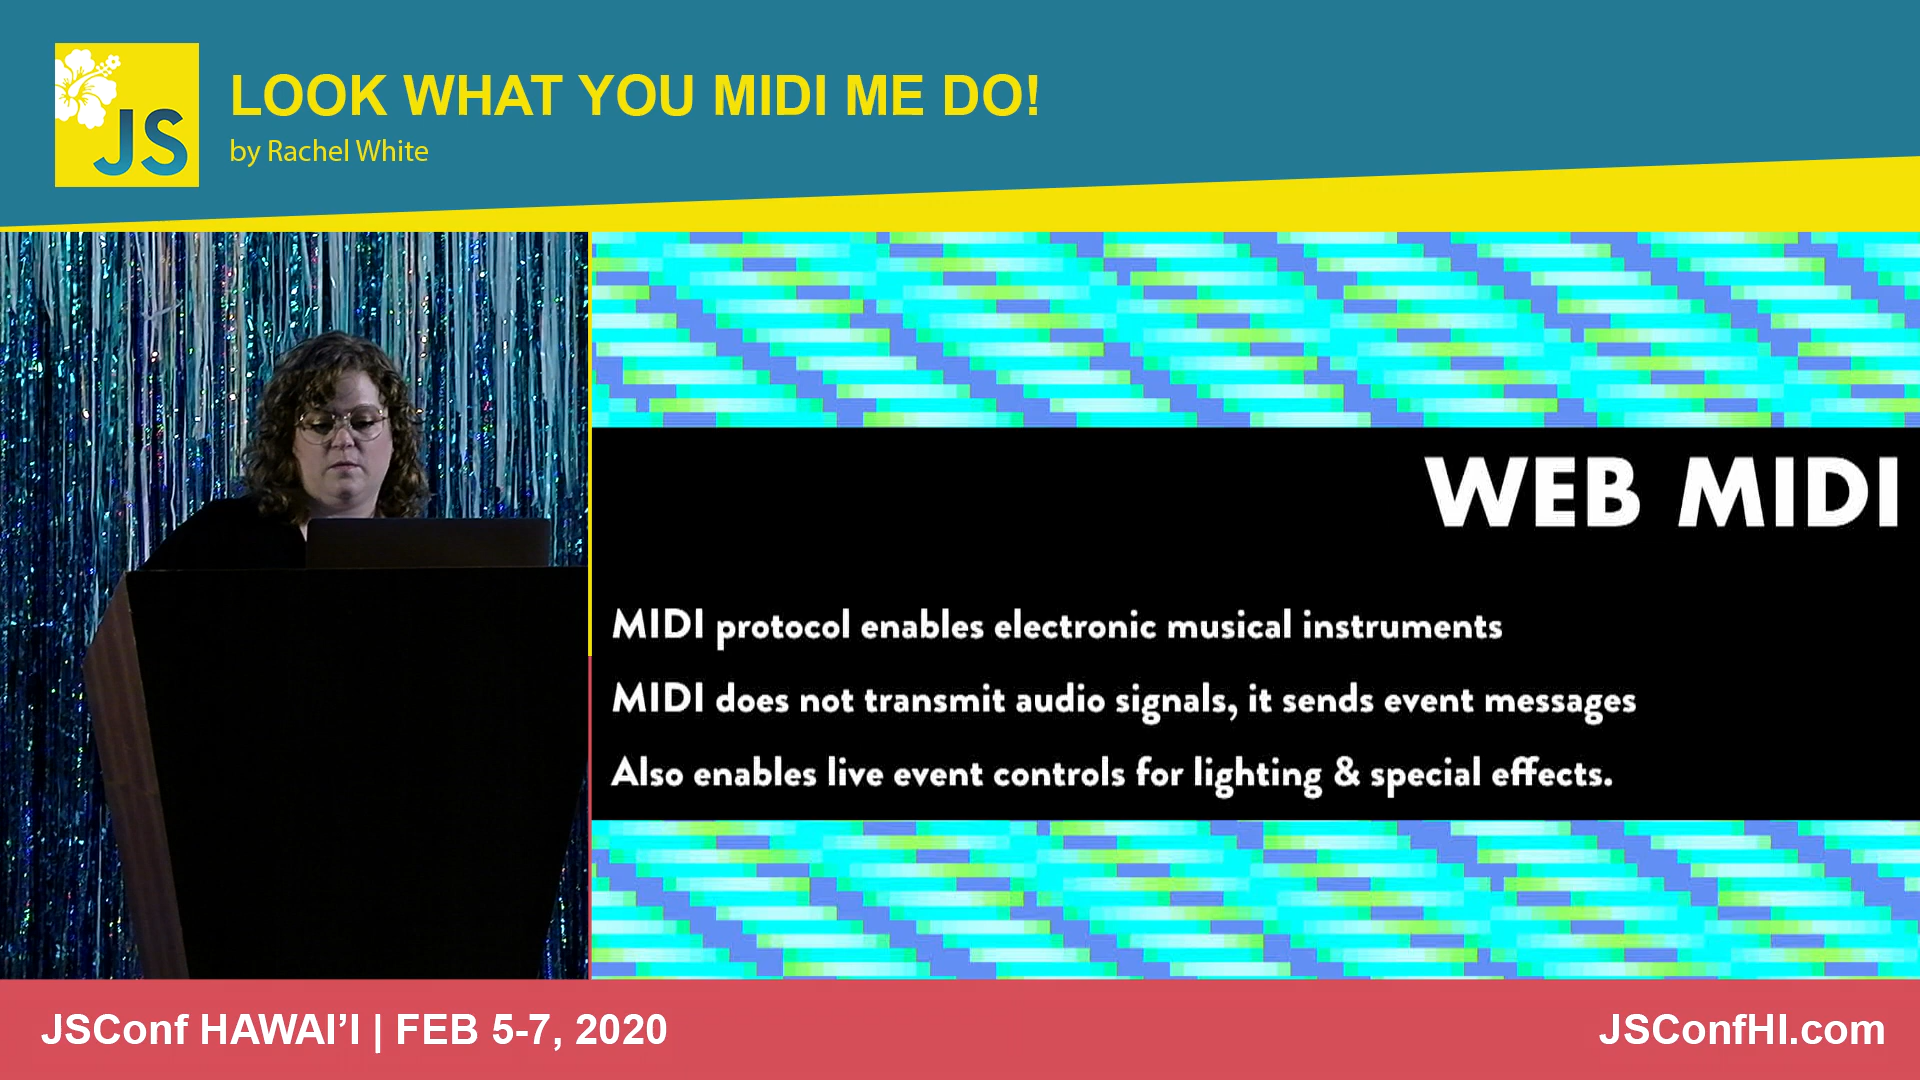 JS
LOOK WHAT YOU MIDI ME DO!
by Rachel White
WEB MIDI
MIDI protocol enables electronic musical instruments
MIDI does not transmit audio signals, it sends event messages
Also enables live event controls for lighting & special effects.
JSConf HAWAI’I | FEB 5-7, 2020
JSConfHI.com